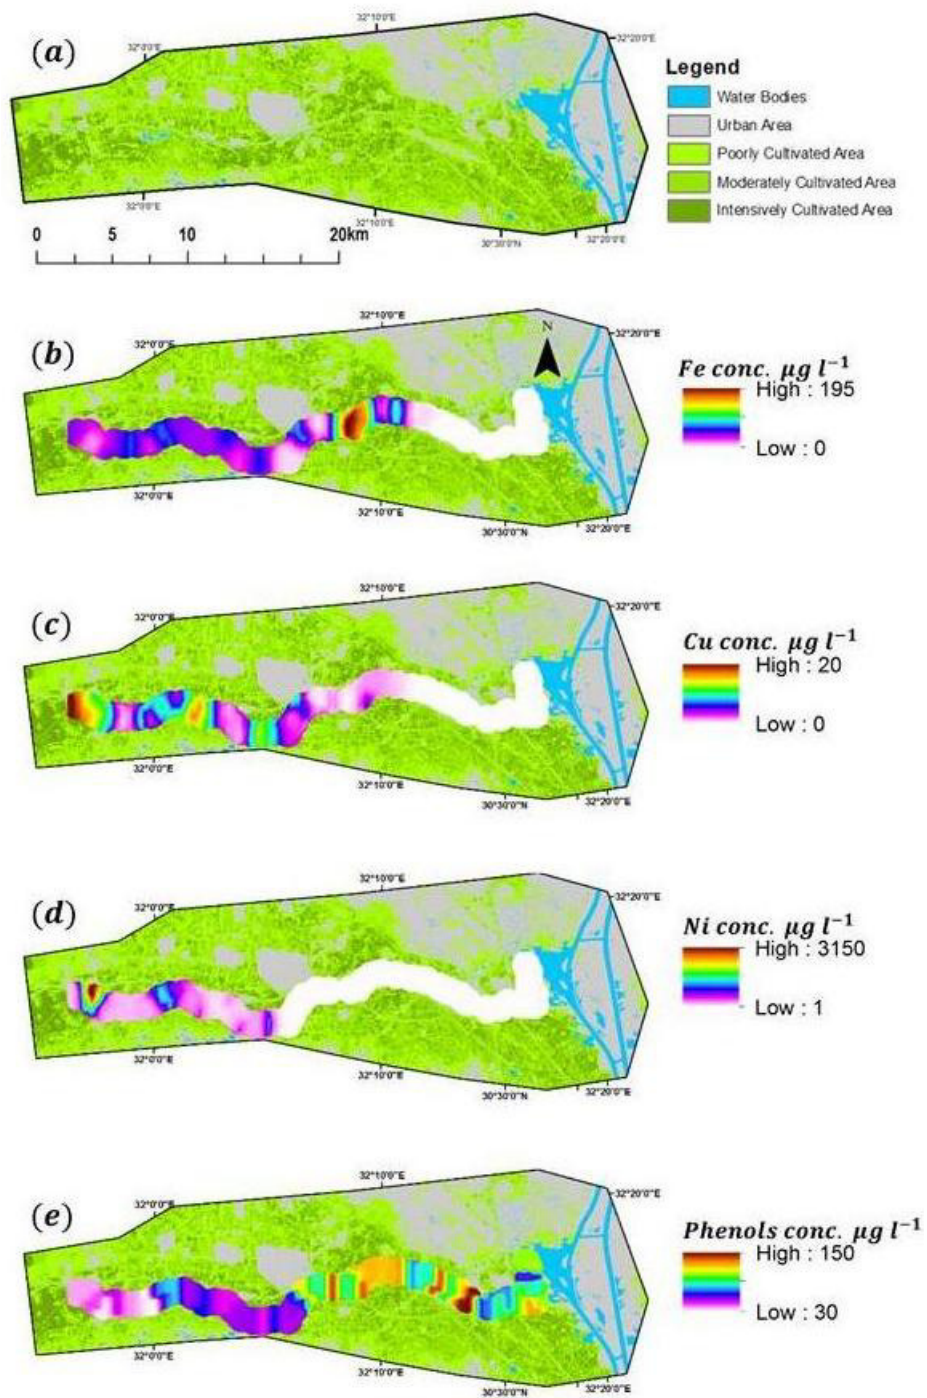 (a)
32°10'0"E
32°20'0"E
32°0'0"E
32°0'0"E
32°10'0"E
30°30'0"N
32°20'0"E
0 5 10 20km
Legend
Water Bodies
Urban Area
Poorly Cultivated Area
Moderately Cultivated Area
Intensively Cultivated Area
(b)
32°10'0"E
32°20'0"E
32°0'0"E
N
32°0'0"E
32°10'0"E
30°30'0"N
32°20'0"E
Fe conc. μg l⁻¹
High : 195
Low : 0
(c)
32°10'0"E
32°20'0"E
32°0'0"E
32°0'0"E
32°10'0"E
30°30'0"N
32°20'0"E
Cu conc. μg l⁻¹
High : 20
Low : 0
(d)
32°10'0"E
32°20'0"E
32°0'0"E
32°0'0"E
32°10'0"E
30°30'0"N
32°20'0"E
Ni conc. μg l⁻¹
High : 3150
Low : 1
(e)
32°10'0"E
32°20'0"E
32°0'0"E
32°0'0"E
32°10'0"E
30°30'0"N
32°20'0"E
Phenols conc. μg l⁻¹
High : 150
Low : 30